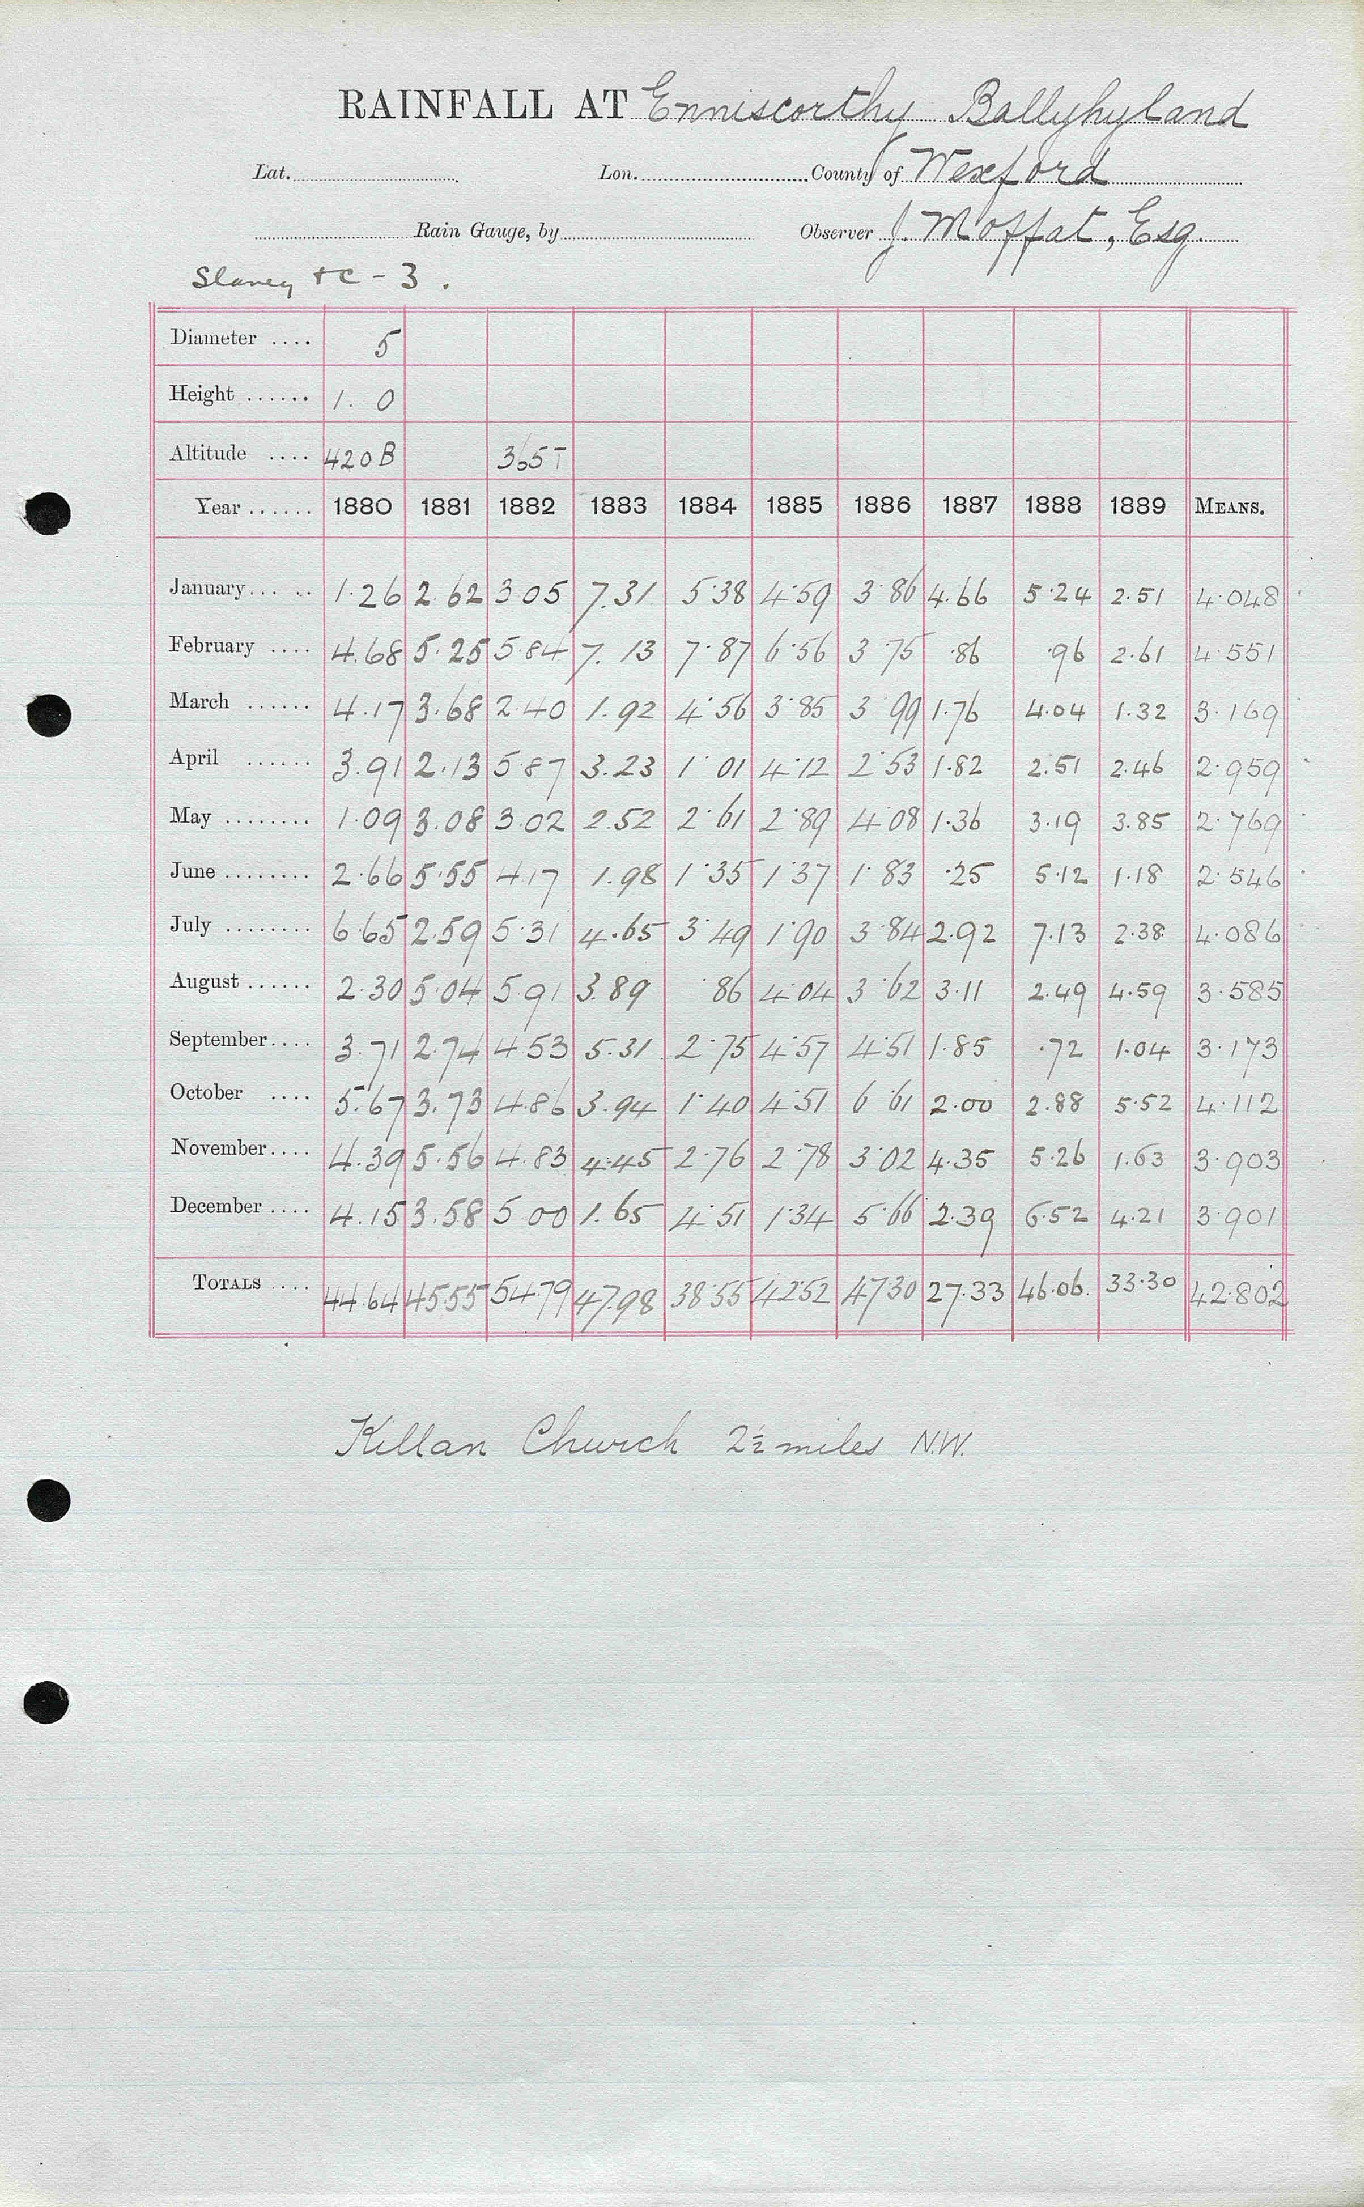 RAINFALL AT Enniscorthy Ballyhyland
Lat. Lon. County of Wexford
Rain Gauge, by Observer J. Moffat, Esq.
Slaney &c - 3.
Diameter .... 5
Height ...... 1. 0
Altitude .... 420B 365T
Year ...... 1880 1881 1882 1883 1884 1885 1886 1887 1888 1889 MEANS.
January... .. 1.26 2.62 3.05 7.31 5.38 4.59 3.86 4.66 5.24 2.51 4.048
February .... 4.68 5.25 5.84 7.13 7.87 6.56 3.75 .86 .96 2.61 4.551
March ...... 4.17 3.68 2.40 1.92 4.56 3.85 3.99 1.76 4.04 1.32 3.169
April ...... 3.91 2.13 5.87 3.23 1.01 4.12 2.53 1.82 2.51 2.46 2.959
May ........ 1.09 3.08 3.02 2.52 2.61 2.89 4.08 1.36 3.19 3.85 2.769
June ........ 2.66 5.55 4.17 1.98 1.35 1.37 1.83 .25 5.12 1.18 2.546
July ........ 6.65 2.59 5.31 4.65 3.49 1.90 3.84 2.92 7.13 2.38 4.086
August ...... 2.30 5.04 5.91 3.89 .86 4.04 3.62 3.11 2.49 4.59 3.585
September.... 3.71 2.74 4.53 5.31 2.75 4.57 4.51 1.85 .72 1.04 3.173
October .... 5.67 3.73 4.86 3.94 1.40 4.51 6.61 2.00 2.88 5.52 4.112
November.... 4.39 5.56 4.83 4.45 2.76 2.78 3.02 4.35 5.26 1.63 3.903
December .... 4.15 3.58 5.00 1.65 4.51 1.34 5.66 2.39 6.52 4.21 3.901
TOTALS .... 44.64 45.55 54.79 47.98 38.55 42.52 47.30 27.33 46.06. 33.30 42.802
Killan Church 2½ miles N.W.